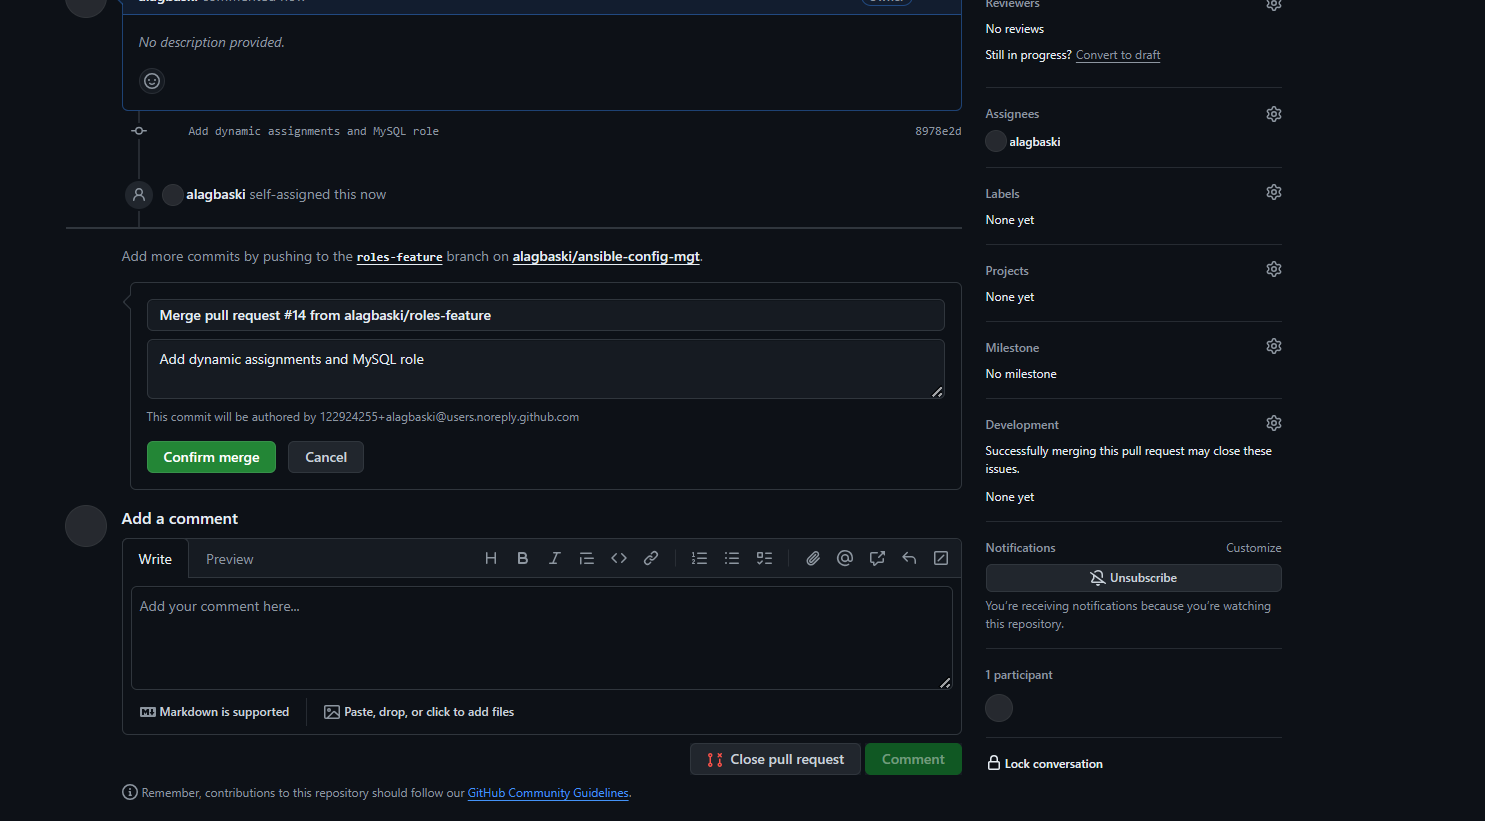 alagbaski commented now
Owner
No description provided.
Add dynamic assignments and MySQL role 8978e2d
alagbaski self-assigned this now
Add more commits by pushing to the roles-feature branch on alagbaski/ansible-config-mgt.
Merge pull request #14 from alagbaski/roles-feature
Add dynamic assignments and MySQL role
This commit will be authored by 122924255+alagbaski@users.noreply.github.com
Confirm merge Cancel
Add a comment
Write Preview
Add your comment here...
Markdown is supported Paste, drop, or click to add files
Close pull request Comment
Remember, contributions to this repository should follow our GitHub Community Guidelines.
Reviewers
No reviews
Still in progress? Convert to draft
Assignees
alagbaski
Labels
None yet
Projects
None yet
Milestone
No milestone
Development
Successfully merging this pull request may close these
issues.
None yet
Notifications Customize
Unsubscribe
You're receiving notifications because you're watching
this repository.
1 participant
Lock conversation